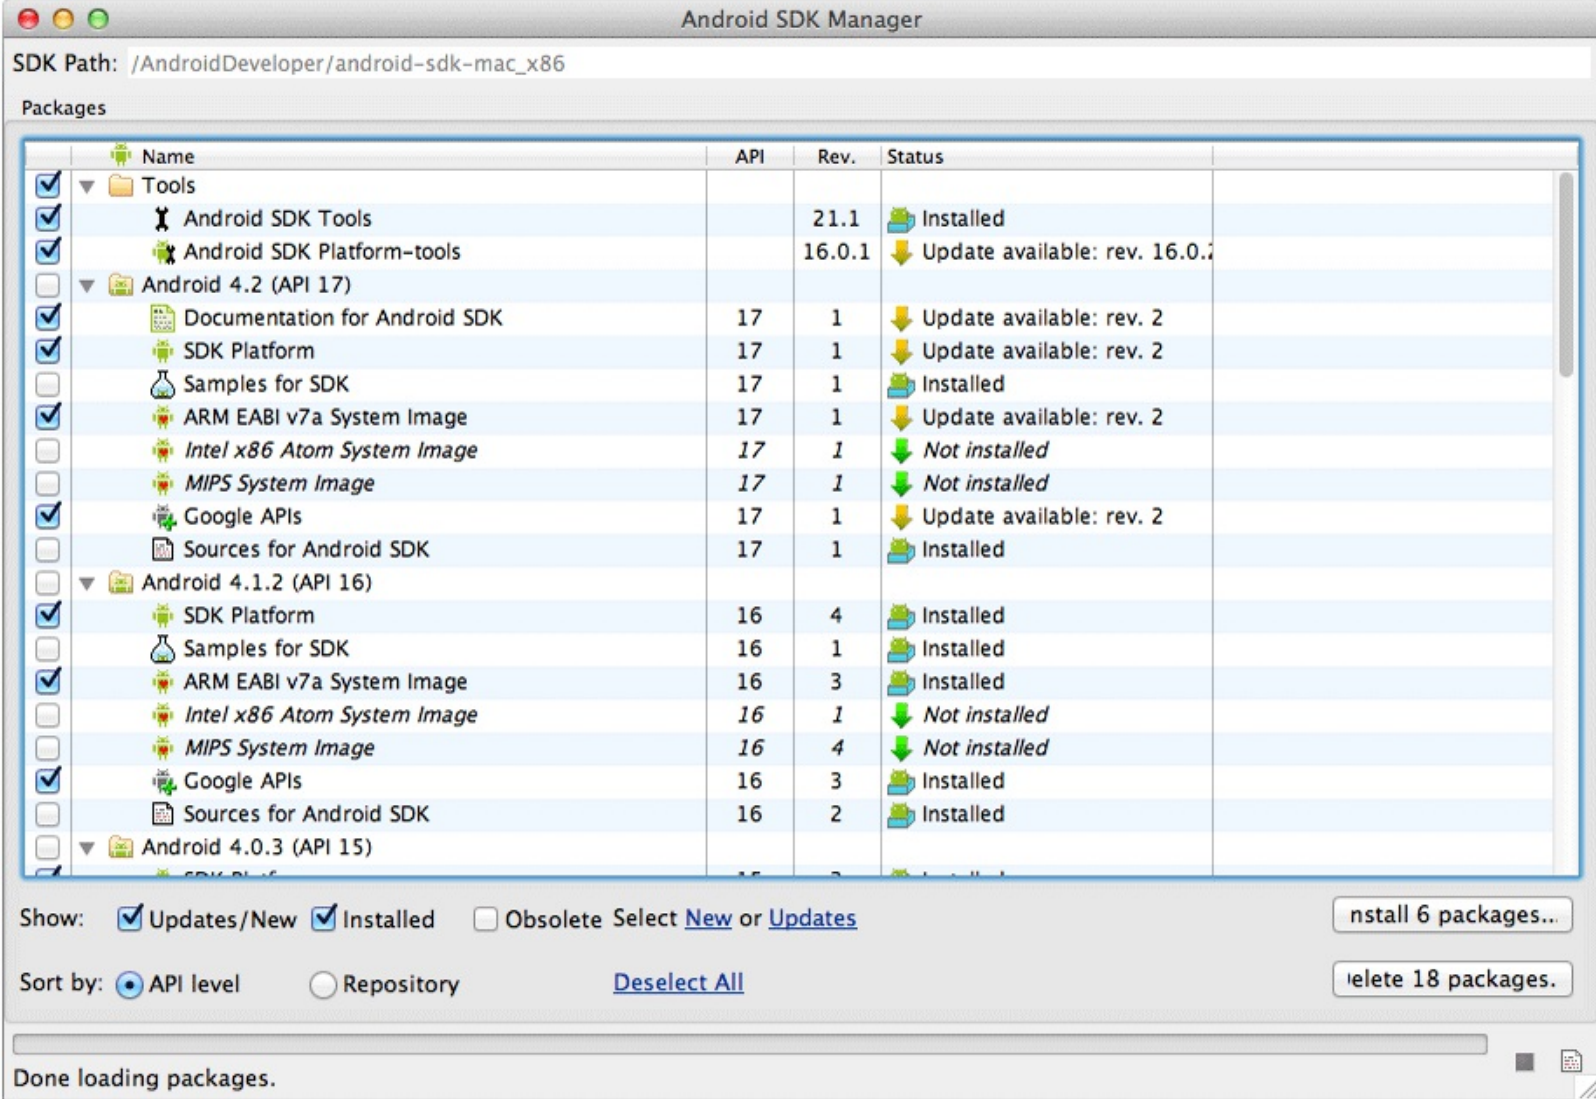 Android SDK Manager
SDK Path: /AndroidDeveloper/android-sdk-mac_x86
Packages
Name API Rev. Status
Tools
Android SDK Tools 21.1 Installed
Android SDK Platform-tools 16.0.1 Update available: rev. 16.0.2
Android 4.2 (API 17)
Documentation for Android SDK 17 1 Update available: rev. 2
SDK Platform 17 1 Update available: rev. 2
Samples for SDK 17 1 Installed
ARM EABI v7a System Image 17 1 Update available: rev. 2
Intel x86 Atom System Image 17 1 Not installed
MIPS System Image 17 1 Not installed
Google APIs 17 1 Update available: rev. 2
Sources for Android SDK 17 1 Installed
Android 4.1.2 (API 16)
SDK Platform 16 4 Installed
Samples for SDK 16 1 Installed
ARM EABI v7a System Image 16 3 Installed
Intel x86 Atom System Image 16 1 Not installed
MIPS System Image 16 4 Not installed
Google APIs 16 3 Installed
Sources for Android SDK 16 2 Installed
Android 4.0.3 (API 15)
Show: Updates/New Installed Obsolete Select New or Updates nstall 6 packages...
Sort by: API level Repository Deselect All elete 18 packages.
Done loading packages.